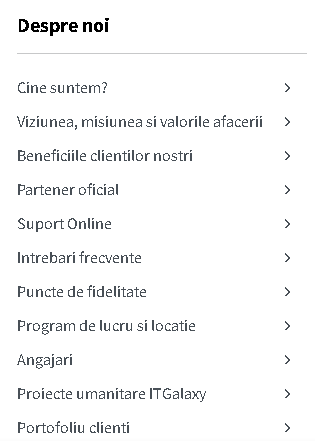 Despre noi
Cine suntem?
Viziunea, misiunea si valorile afacerii
Beneficiile clientilor nostri
Partener oficial
Suport Online
Intrebari frecvente
Puncte de fidelitate
Program de lucru si locatie
Angajari
Proiecte umanitare ITGalaxy
Portofoliu clienti